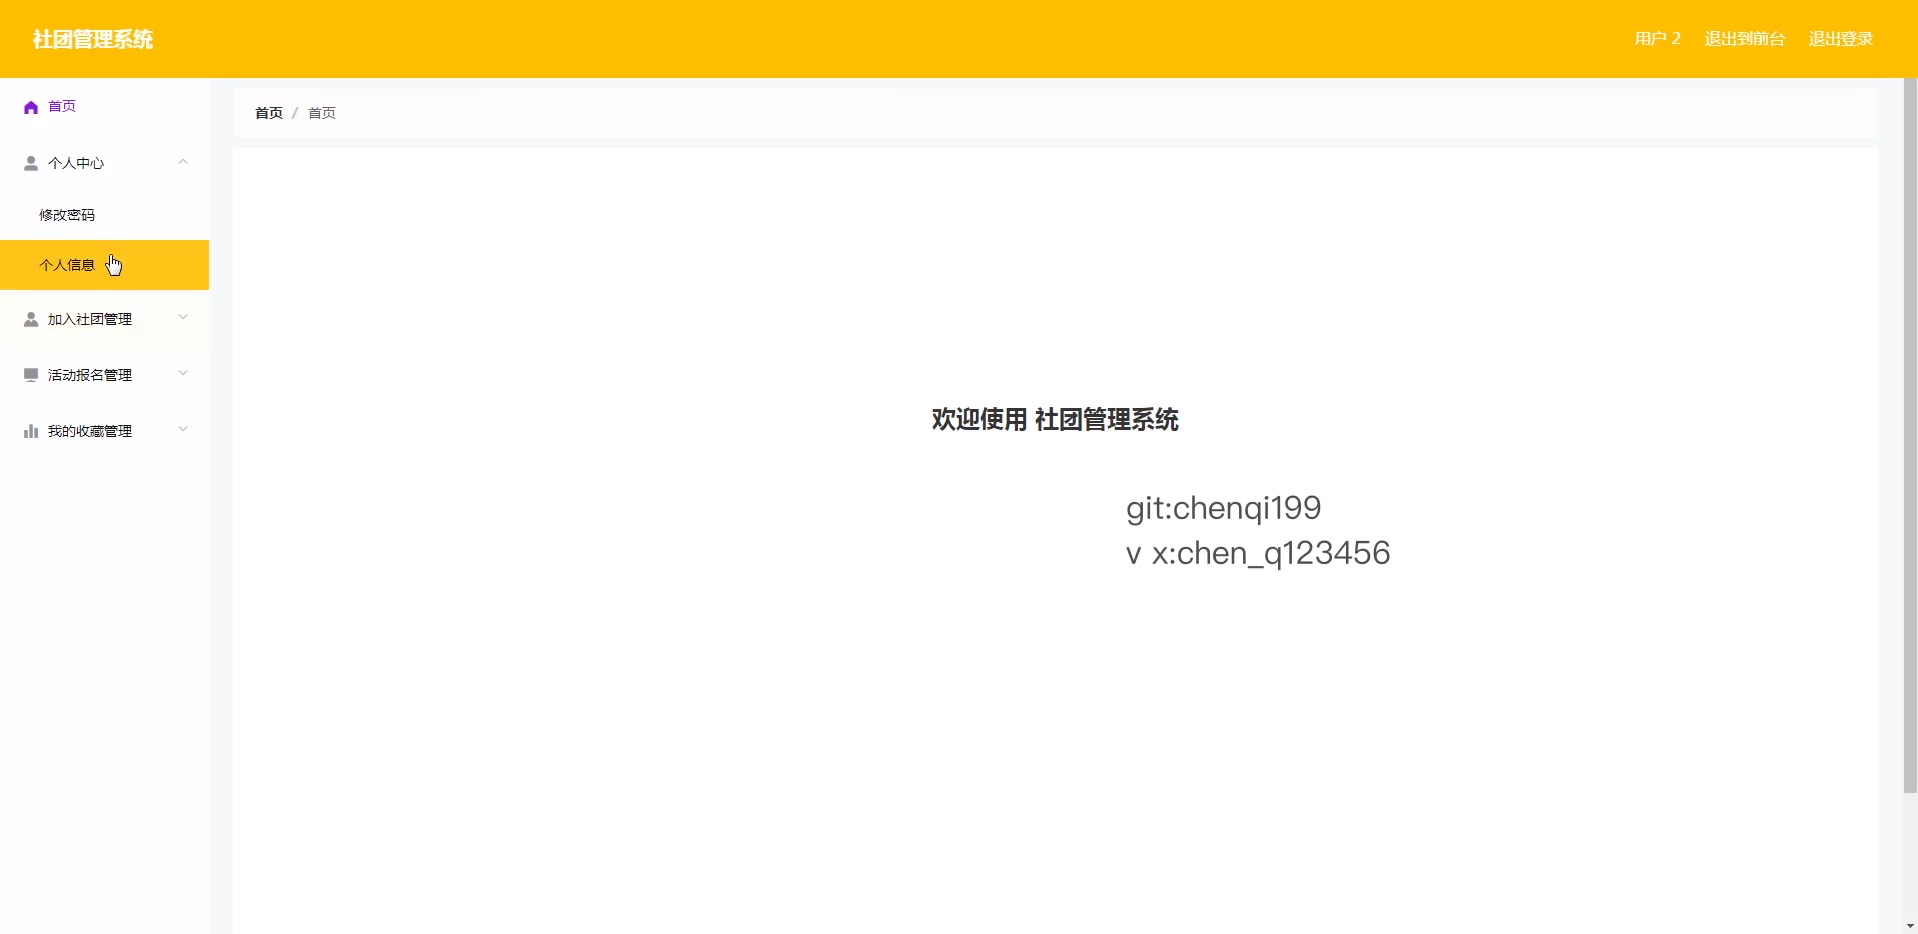 社团管理系统
用户 2 退出到前台 退出登录
首页
个人中心
修改密码
个人信息
加入社团管理
活动报名管理
我的收藏管理
首页 / 首页
欢迎使用 社团管理系统
git:chenqi199
v x:chen_q123456